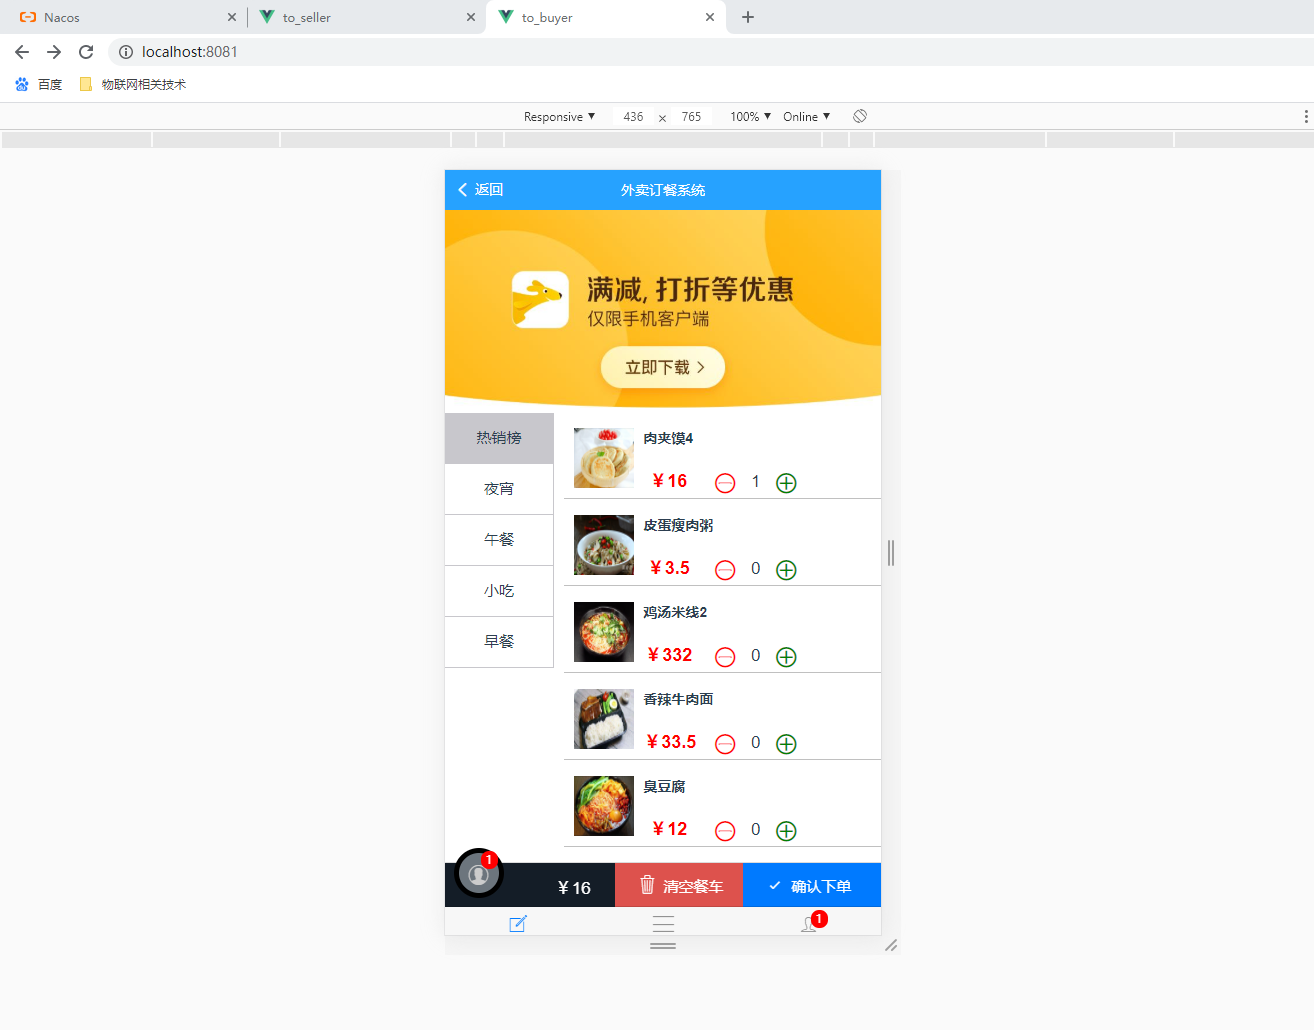 Nacos
to_seller
to_buyer
localhost:8081
百度
物联网相关技术
Responsive ▼ 436 × 765 100% ▼ Online ▼
返回 外卖订餐系统
满减, 打折等优惠
仅限手机客户端
立即下载 >
热销榜
夜宵
午餐
小吃
早餐
肉夹馍4
¥16 1
皮蛋瘦肉粥
¥3.5 0
鸡汤米线2
¥332 0
香辣牛肉面
¥33.5 0
臭豆腐
¥12 0
1
¥16 清空餐车 确认下单
1